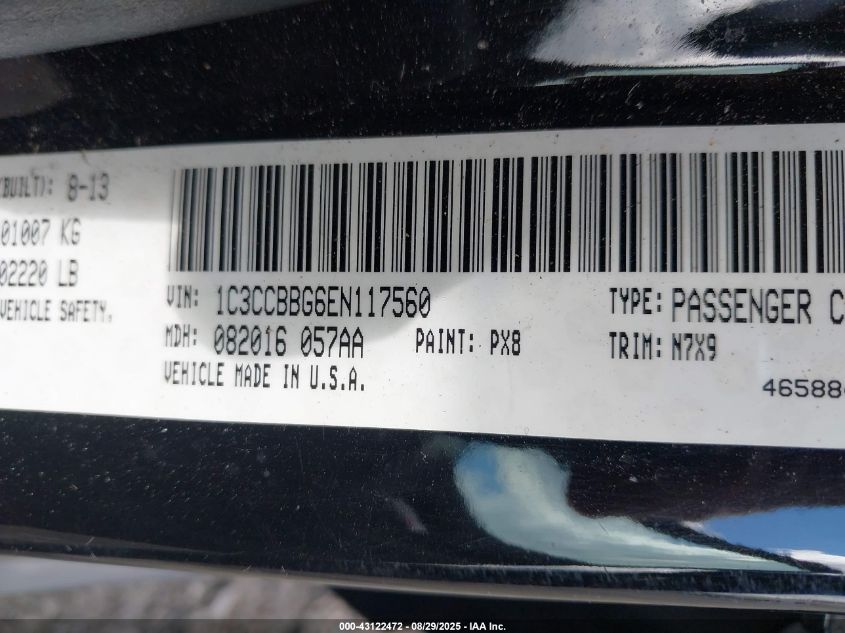 (BUILT): 8-13
01007 KG
02220 LB
VEHICLE SAFETY.
VIN: 1C3CCBBG6EN117560
TYPE: PASSENGER C
MDH: 082016 057AA
PAINT: PX8
TRIM: N7X9
VEHICLE MADE IN U.S.A.
46588
000-43122472 - 08/29/2025 - IAA Inc.